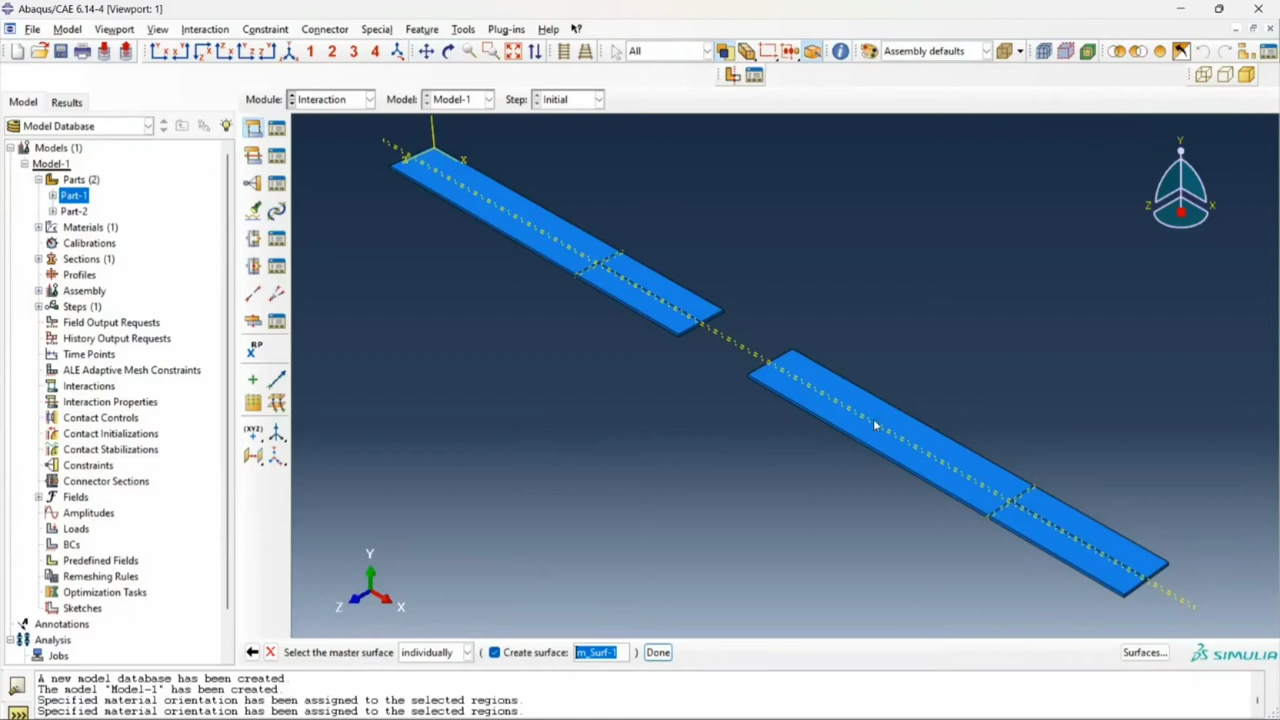 Abaqus/CAE 6.14-4 [Viewport: 1]
File Model Viewport View Interaction Constraint Connector Special Feature Tools Plug-ins Help
1 2 3 4 All Assembly defaults
Model Results
Module: Interaction Model: Model-1 Step: Initial
Model Database
Models (1)
Model-1
Parts (2)
Part-1
Part-2
Materials (1)
Calibrations
Sections (1)
Profiles
Assembly
Steps (1)
Field Output Requests
History Output Requests
Time Points
ALE Adaptive Mesh Constraints
Interactions
Interaction Properties
Contact Controls
Contact Initializations
Contact Stabilizations
Constraints
Connector Sections
Fields
Amplitudes
Loads
BCs
Predefined Fields
Remeshing Rules
Optimization Tasks
Sketches
Annotations
Analysis
Jobs
RP
(XYZ)
X
Y
Z X
Y
Z X
Select the master surface individually ( Create surface: m_Surf-1 ) Done Surfaces... SIMULIA
A new model database has been created.
The model "Model-1" has been created.
Specified material orientation has been assigned to the selected regions.
Specified material orientation has been assigned to the selected regions.